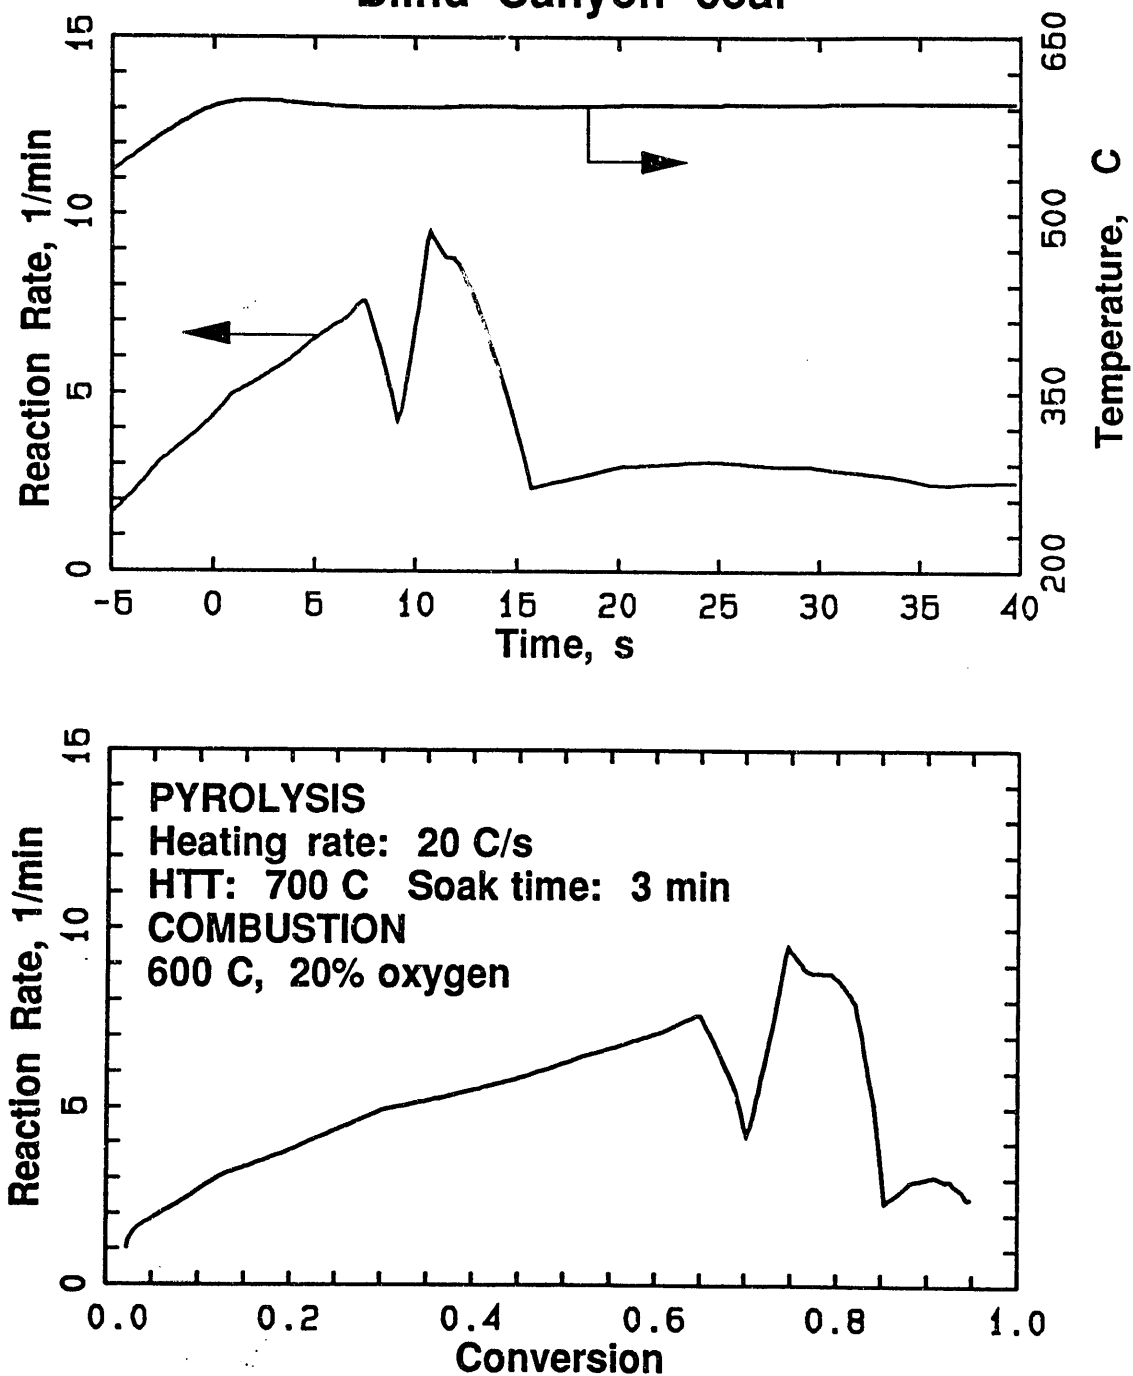 Blind Canyon coal
15
10
5
0
Reaction Rate, 1/min
650
500
350
200
Temperature, C
-5 0 5 10 15 20 25 30 35 40
Time, s
15
10
5
0
Reaction Rate, 1/min
PYROLYSIS
Heating rate: 20 C/s
HTT: 700 C Soak time: 3 min
COMBUSTION
600 C, 20% oxygen
0.0 0.2 0.4 0.6 0.8 1.0
Conversion